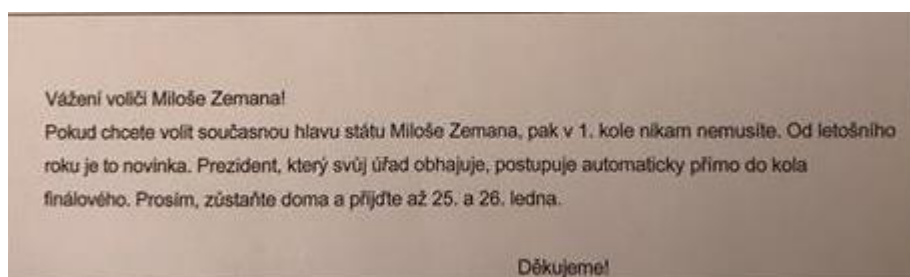 Vážení voliči Miloše Zemana!
Pokud chcete volit současnou hlavu státu Miloše Zemana, pak v 1. kole nikam nemusíte. Od letošního
roku je to novinka. Prezident, který svůj úřad obhajuje, postupuje automaticky přímo do kola
finálového. Prosím, zůstaňte doma a přijďte až 25. a 26. ledna.
Děkujeme!